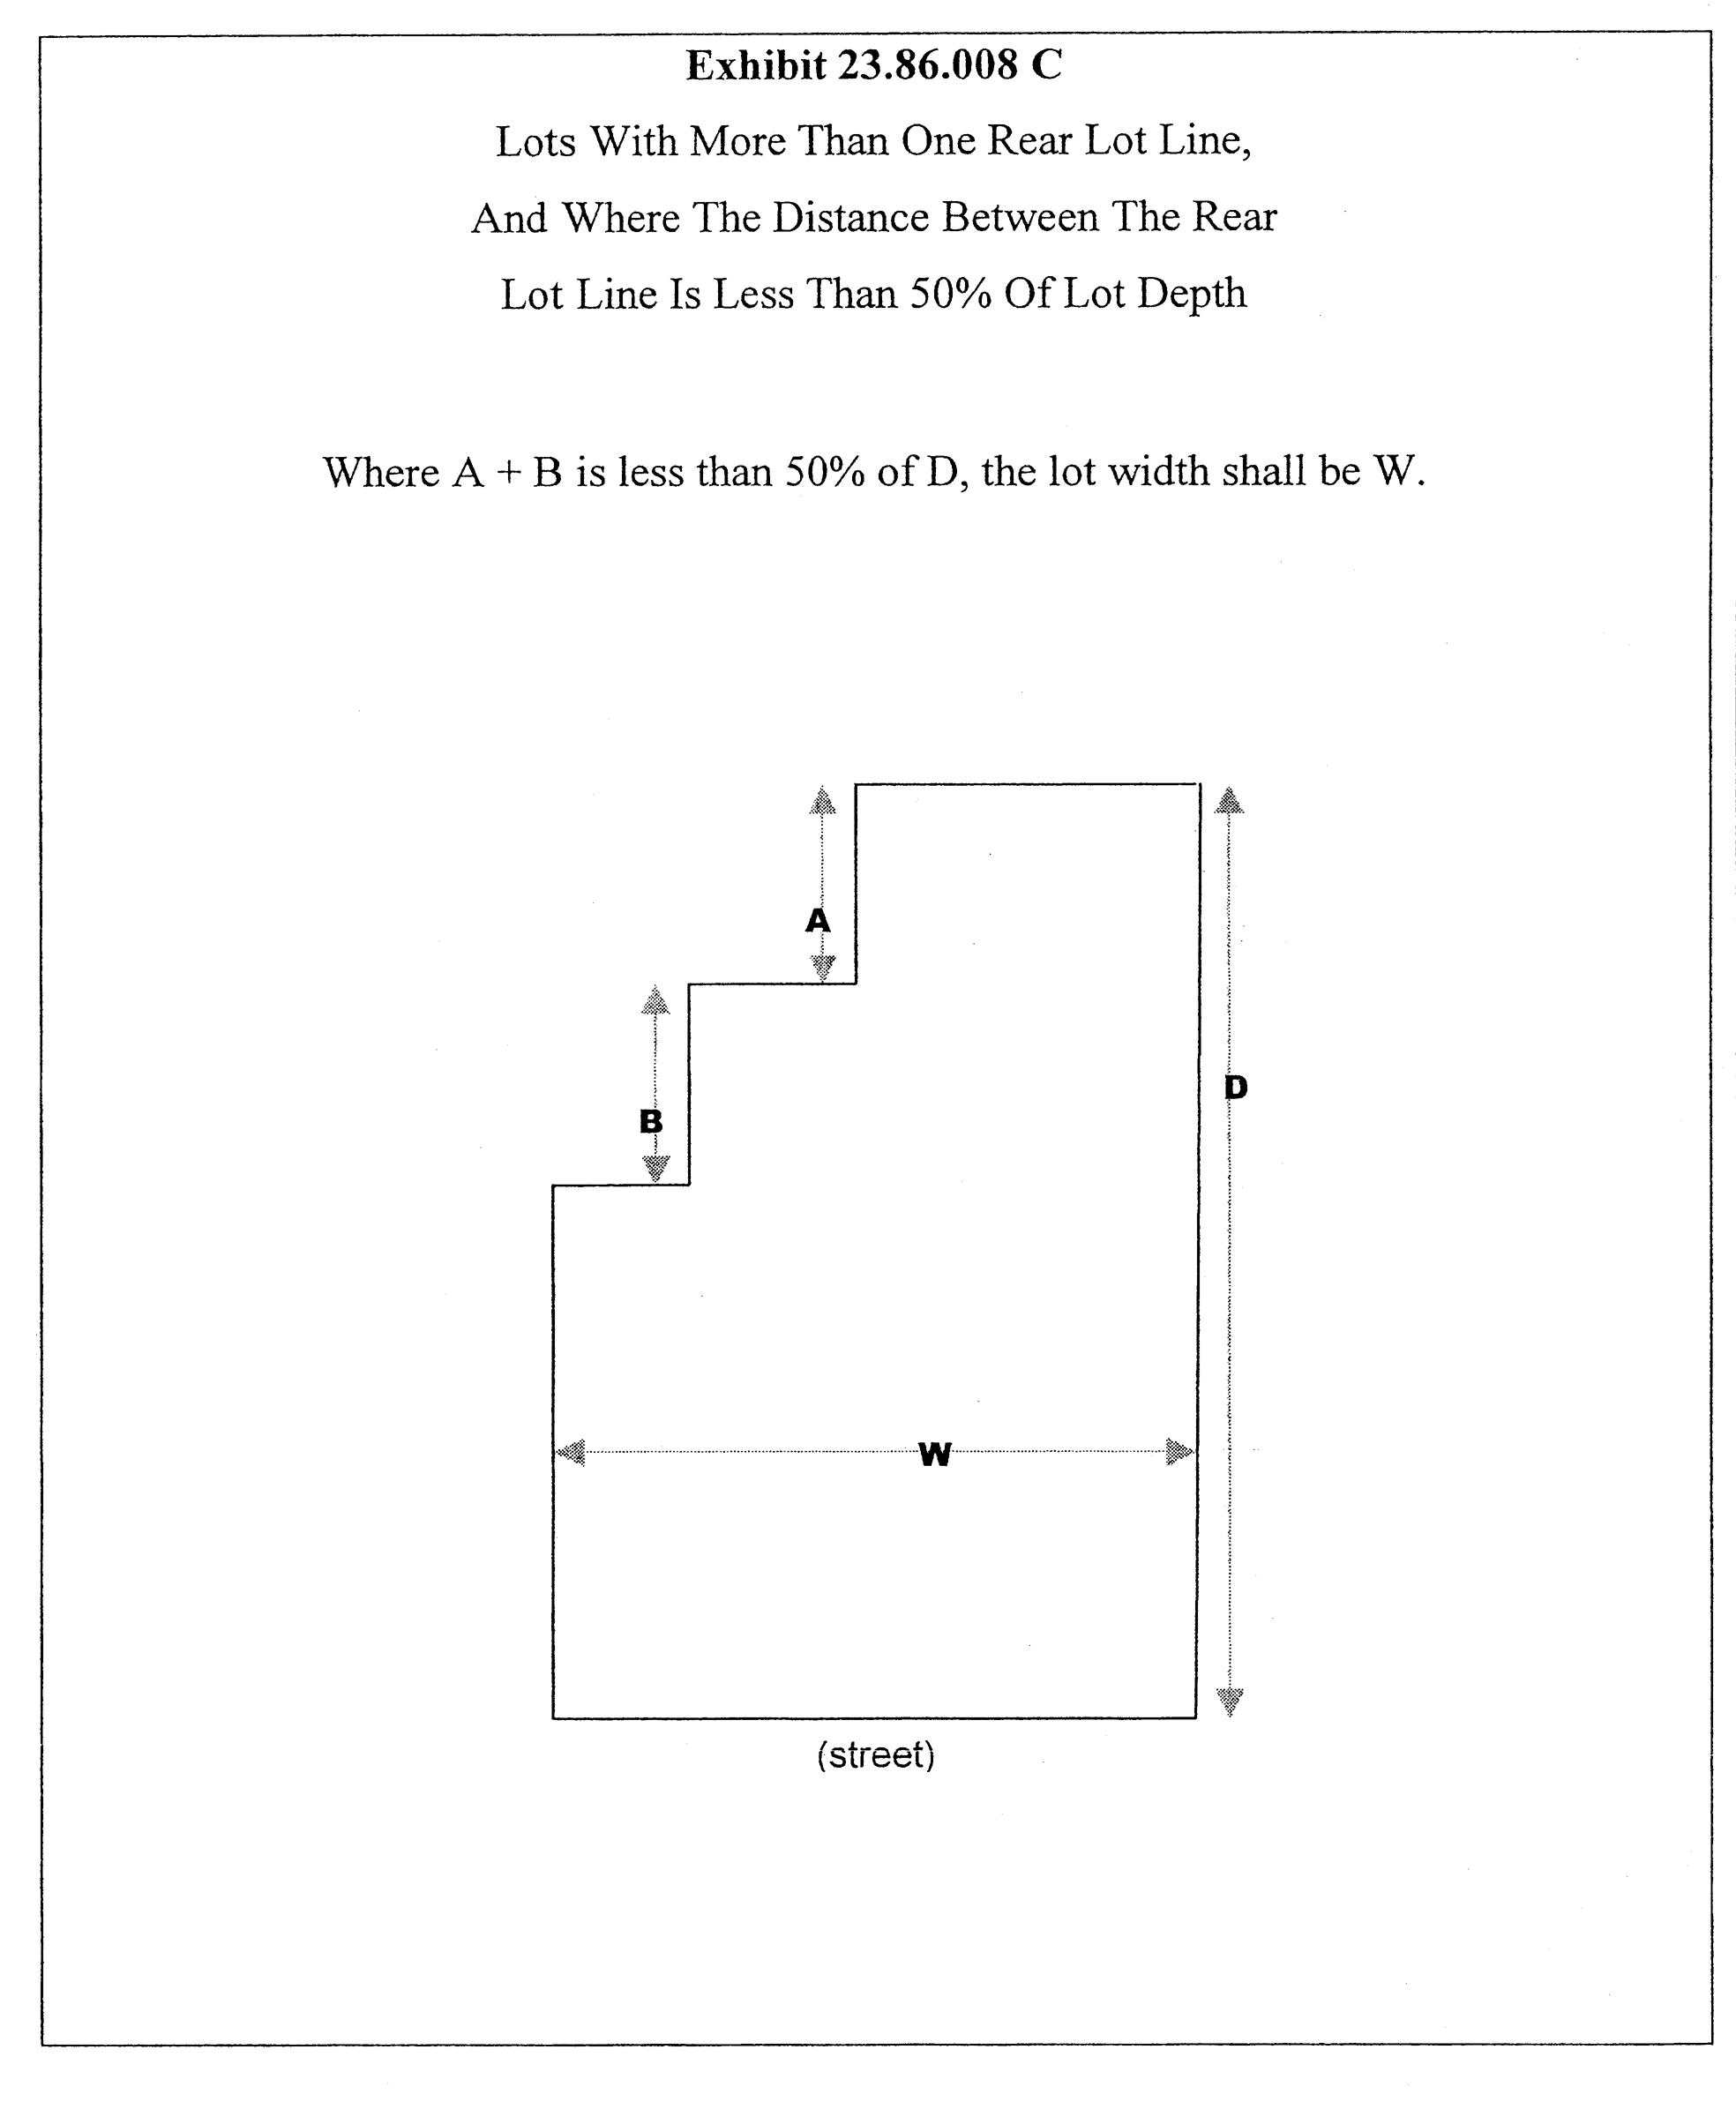 Exhibit 23.86.008 C
Lots With More Than One Rear Lot Line,
And Where The Distance Between The Rear
Lot Line Is Less Than 50% Of Lot Depth
Where A + B is less than 50% of D, the lot width shall be W.
A
D
B
W
(street)